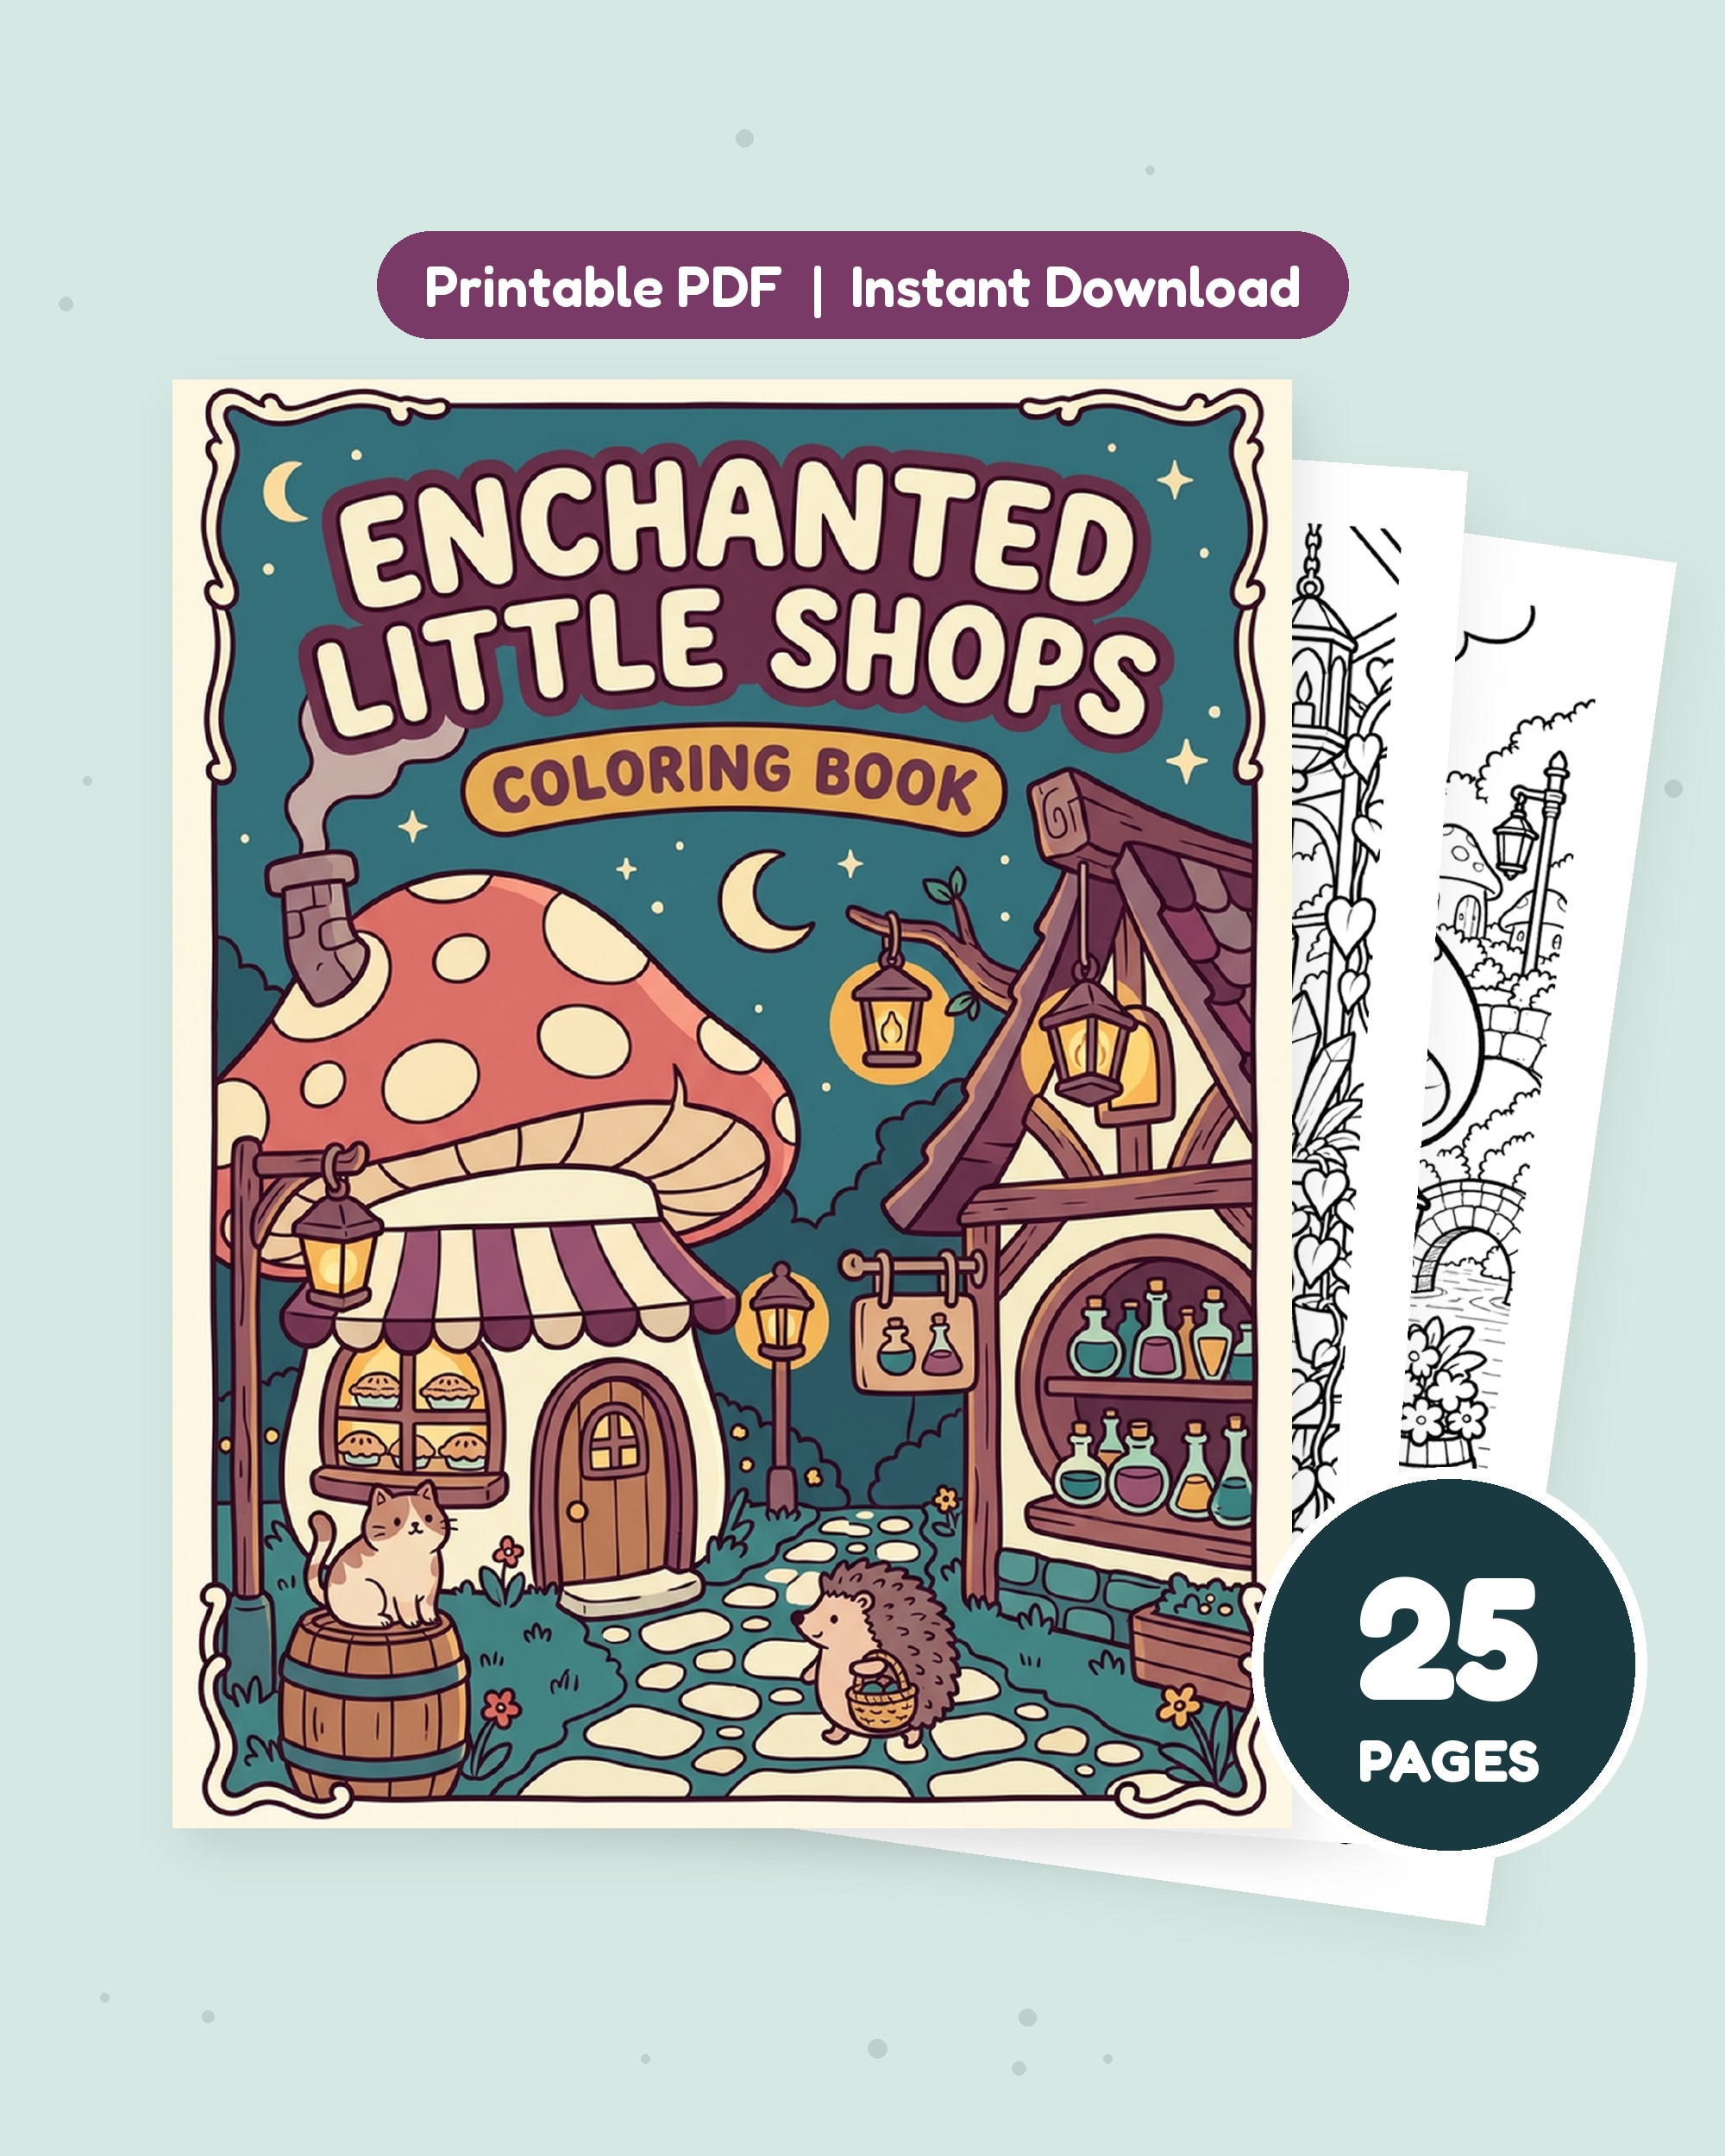 Printable PDF | Instant Download
ENCHANTED
LITTLE SHOPS
COLORING BOOK
25
PAGES